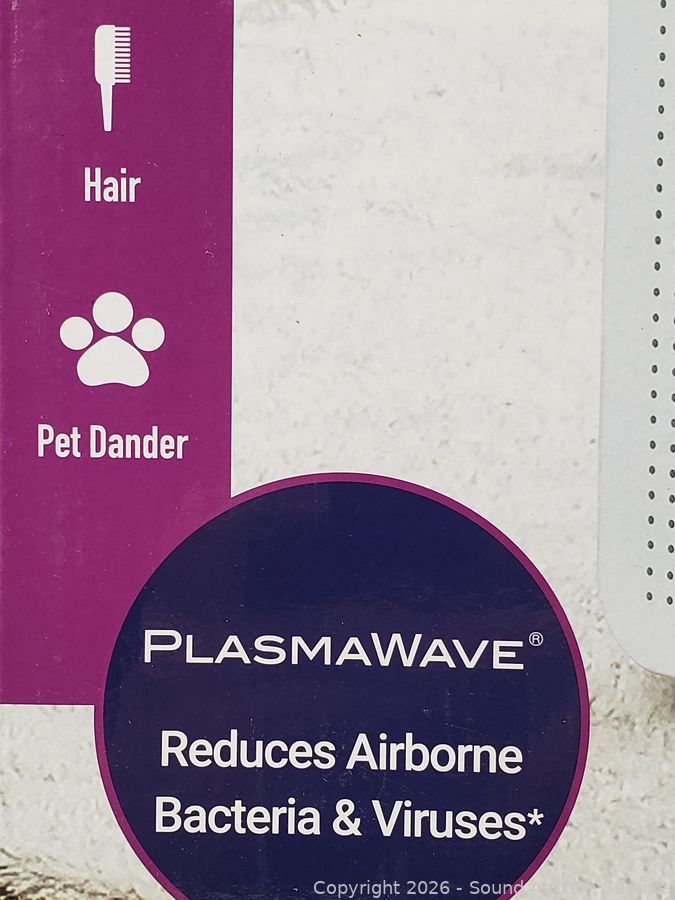 Hair
Pet Dander
PLASMAWAVE®
Reduces Airborne
Bacteria & Viruses*
Copyright 2026 - Sound